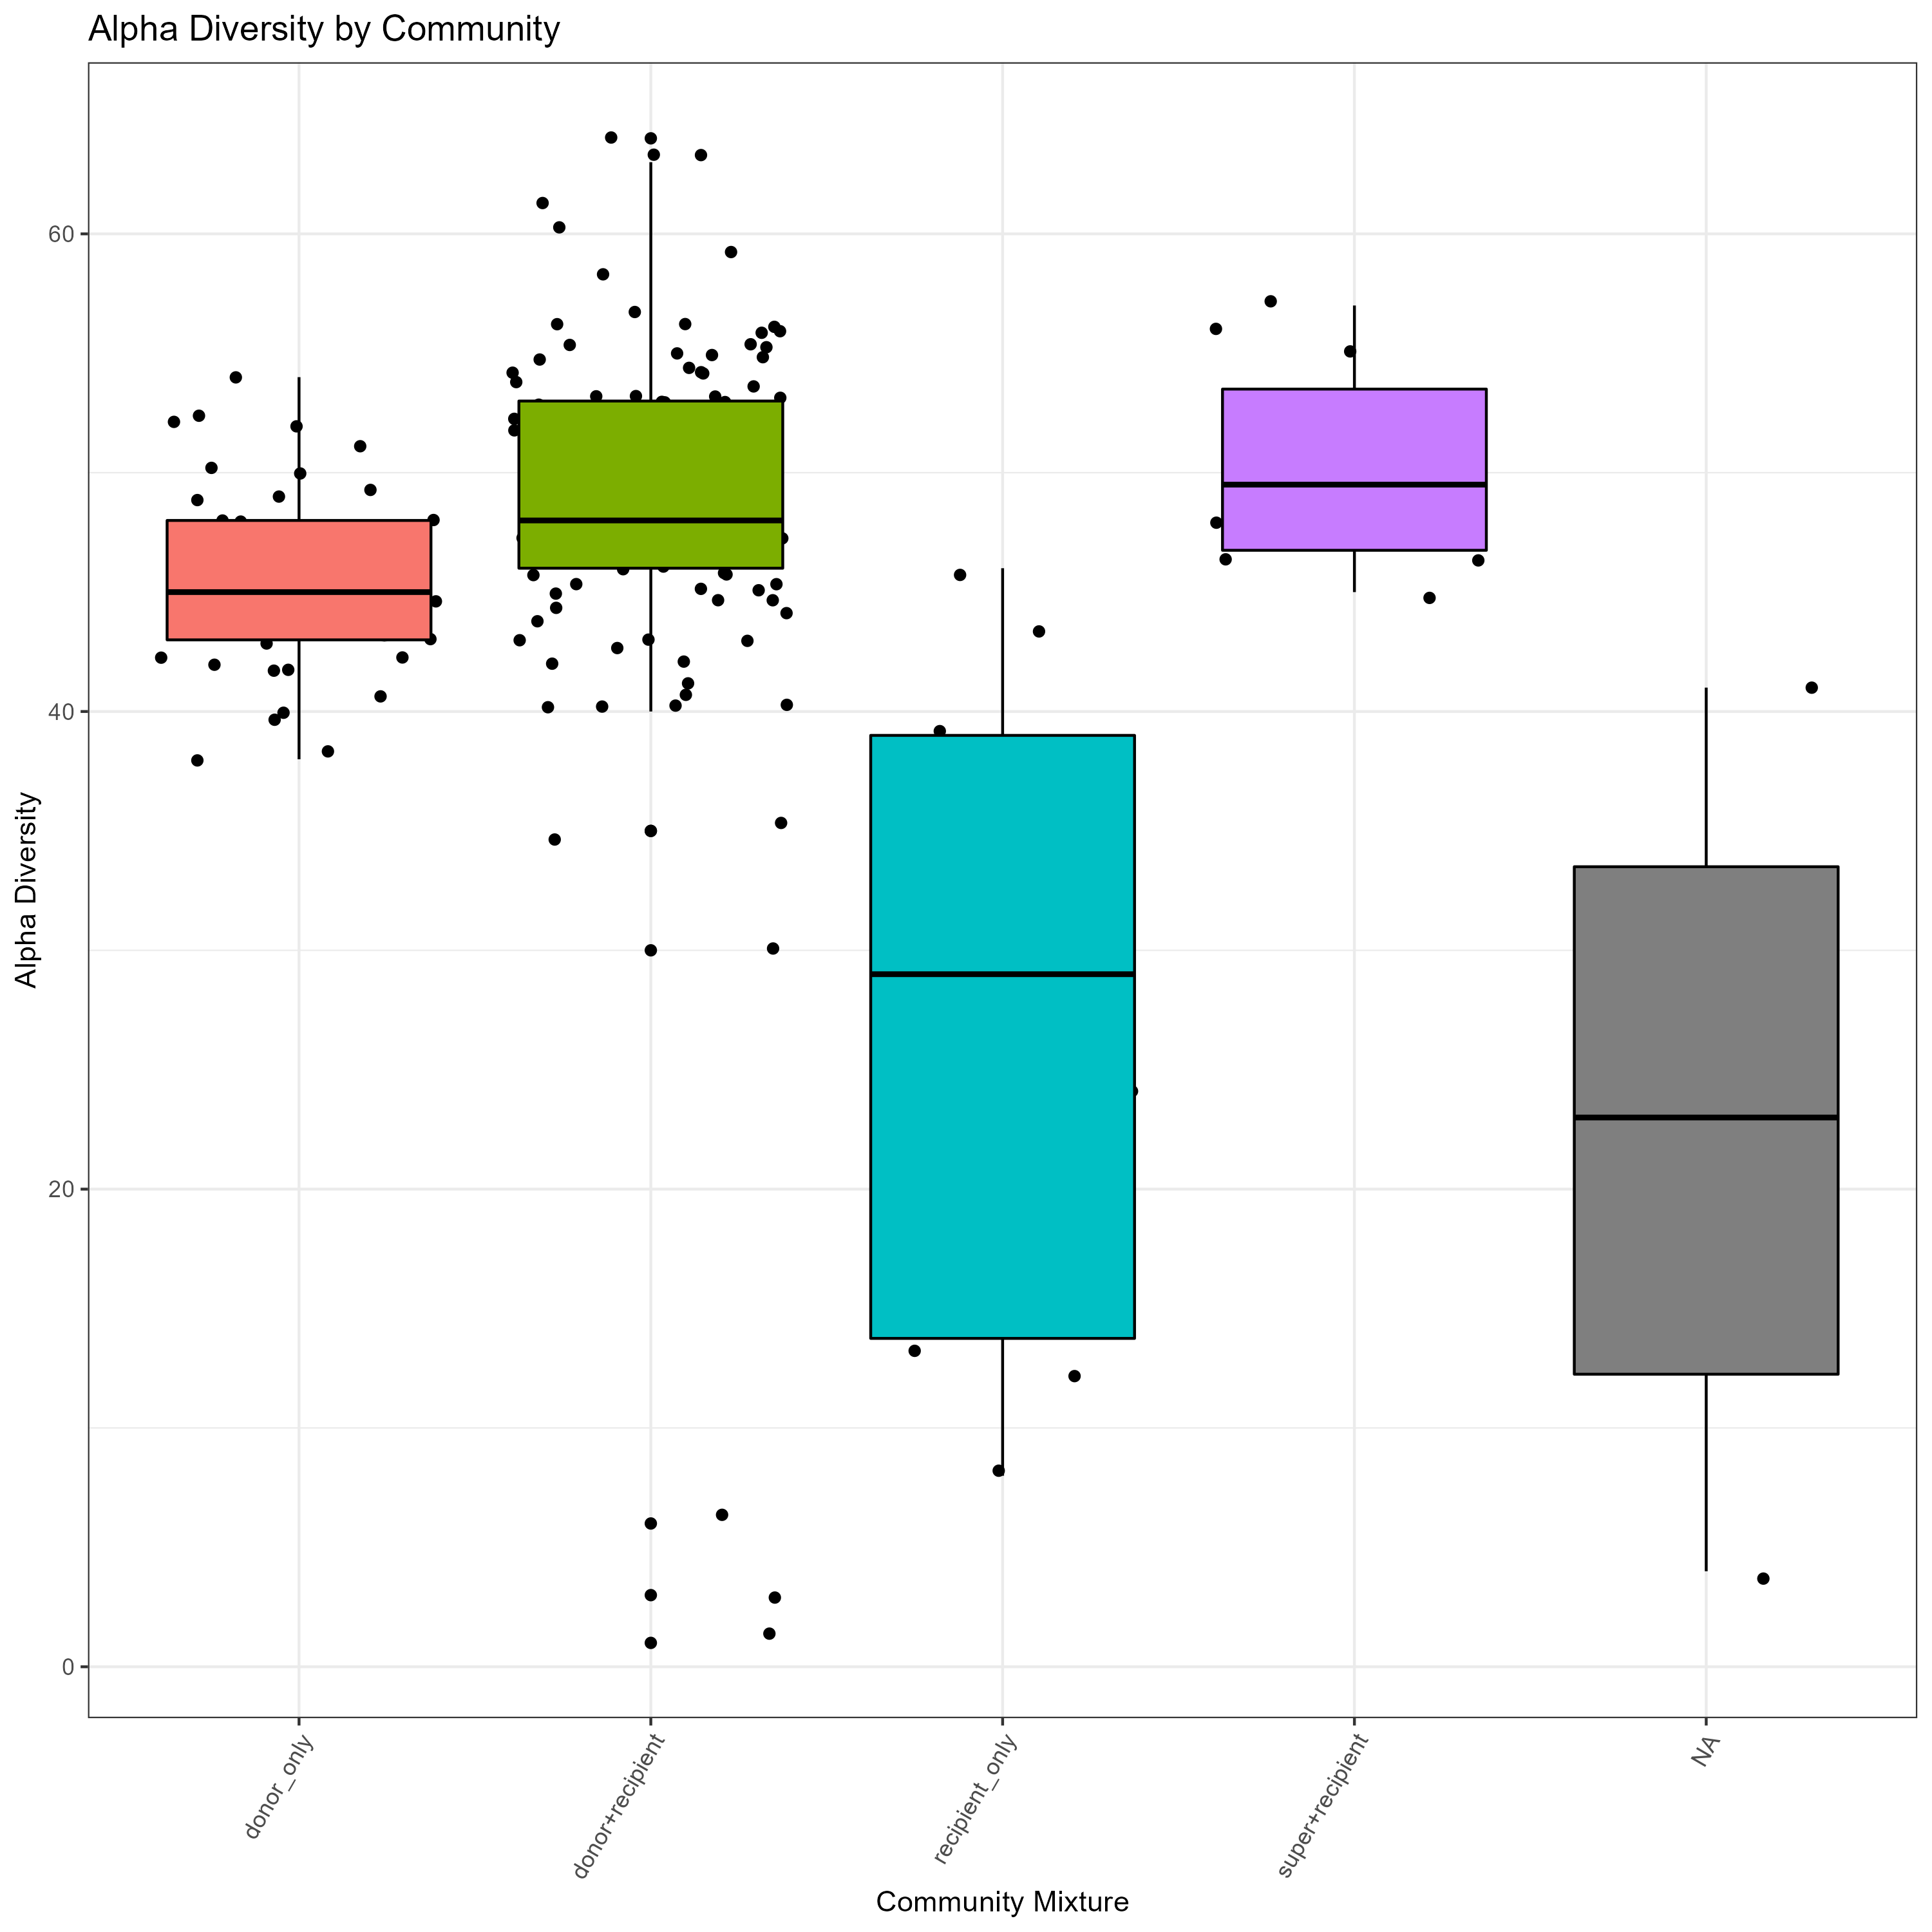 Alpha Diversity by Community
60
40
20
0
Alpha Diversity
donor_only
donor+recipient
recipient_only
super+recipient
NA
Community Mixture